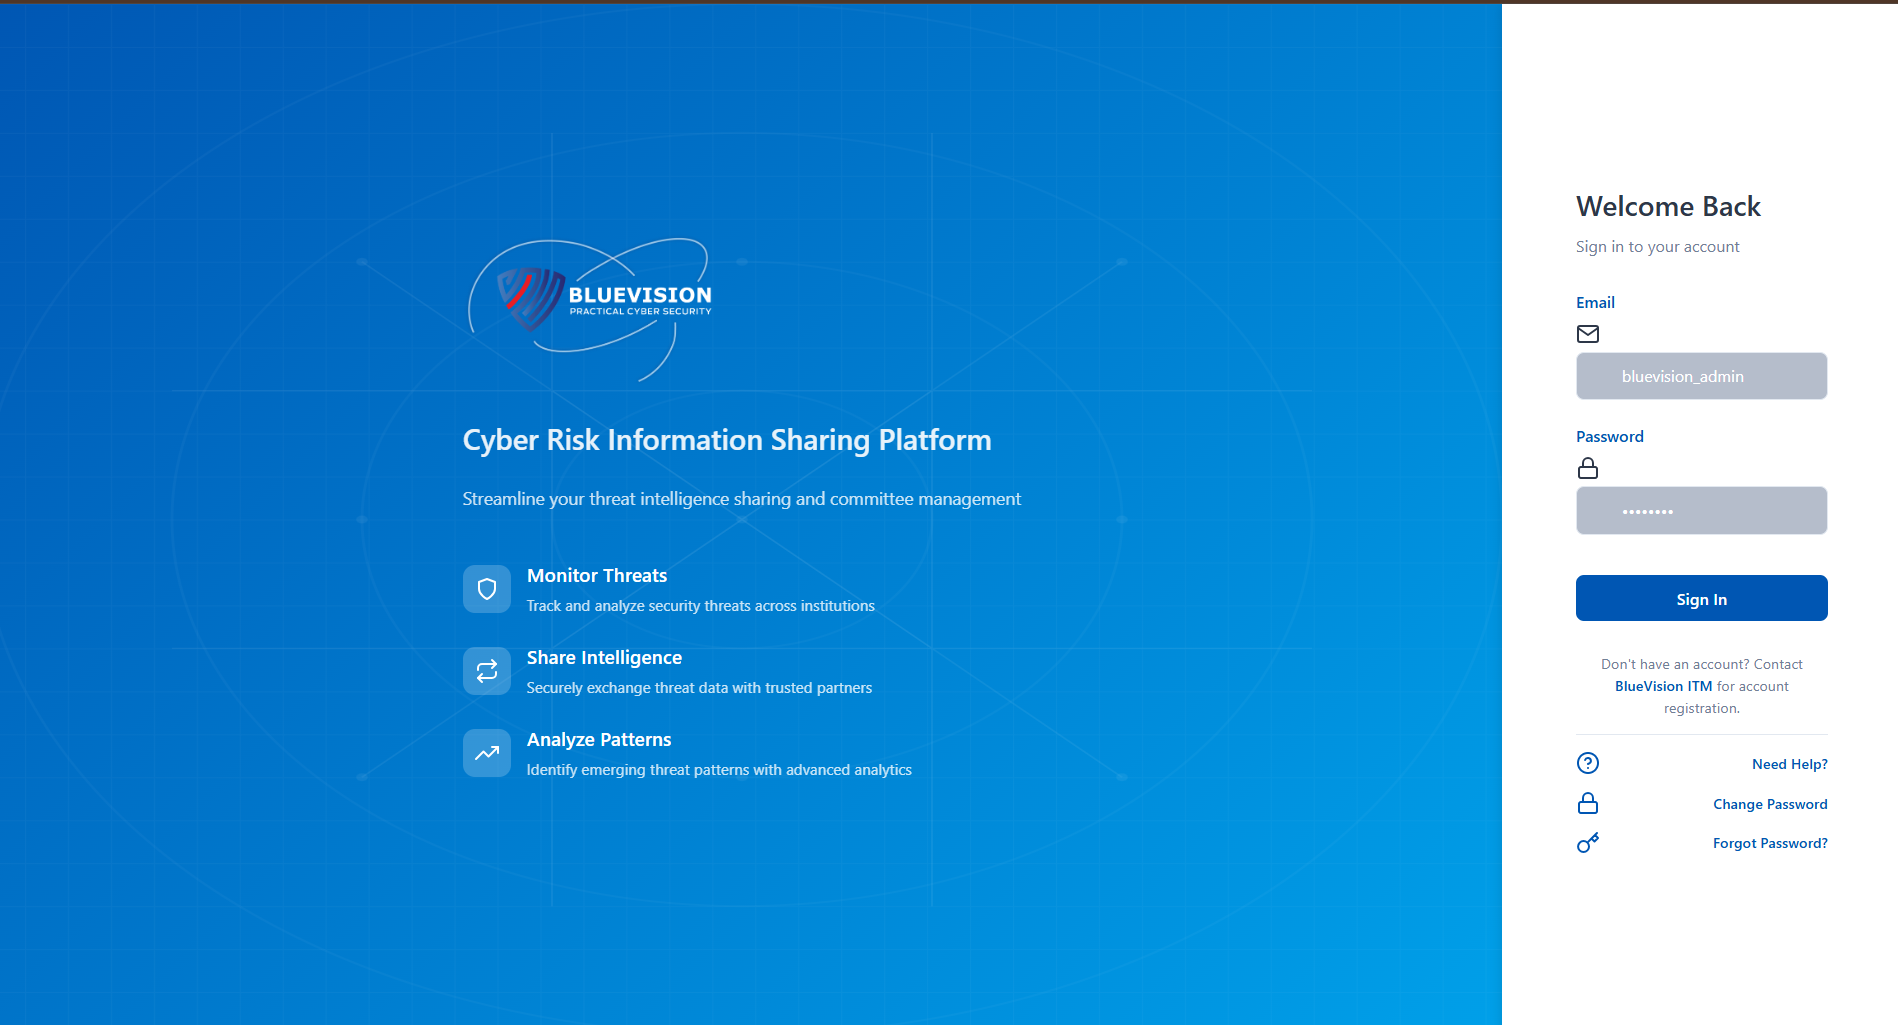 BLUEVISION
PRACTICAL CYBER SECURITY
Cyber Risk Information Sharing Platform
Streamline your threat intelligence sharing and committee management
Monitor Threats
Track and analyze security threats across institutions
Share Intelligence
Securely exchange threat data with trusted partners
Analyze Patterns
Identify emerging threat patterns with advanced analytics
Welcome Back
Sign in to your account
Email
bluevision_admin
Password
••••••••
Sign In
Don't have an account? Contact
BlueVision ITM for account
registration.
Need Help?
Change Password
Forgot Password?